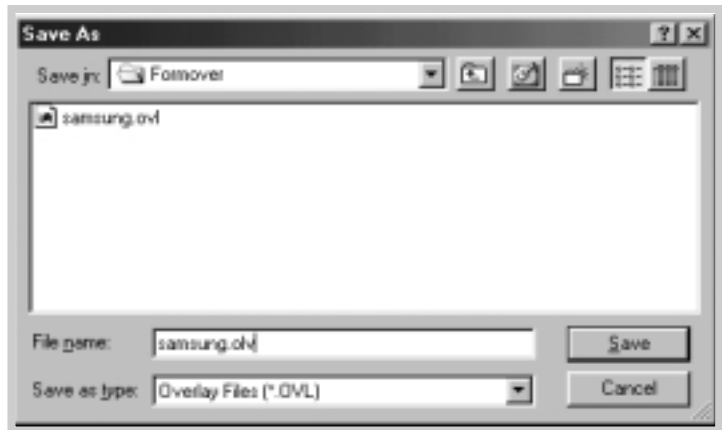 Save As
Save in: Formover
samsung.ovl
File name: samsung.olv
Save as type: Overlay Files (*.OVL)
Save
Cancel